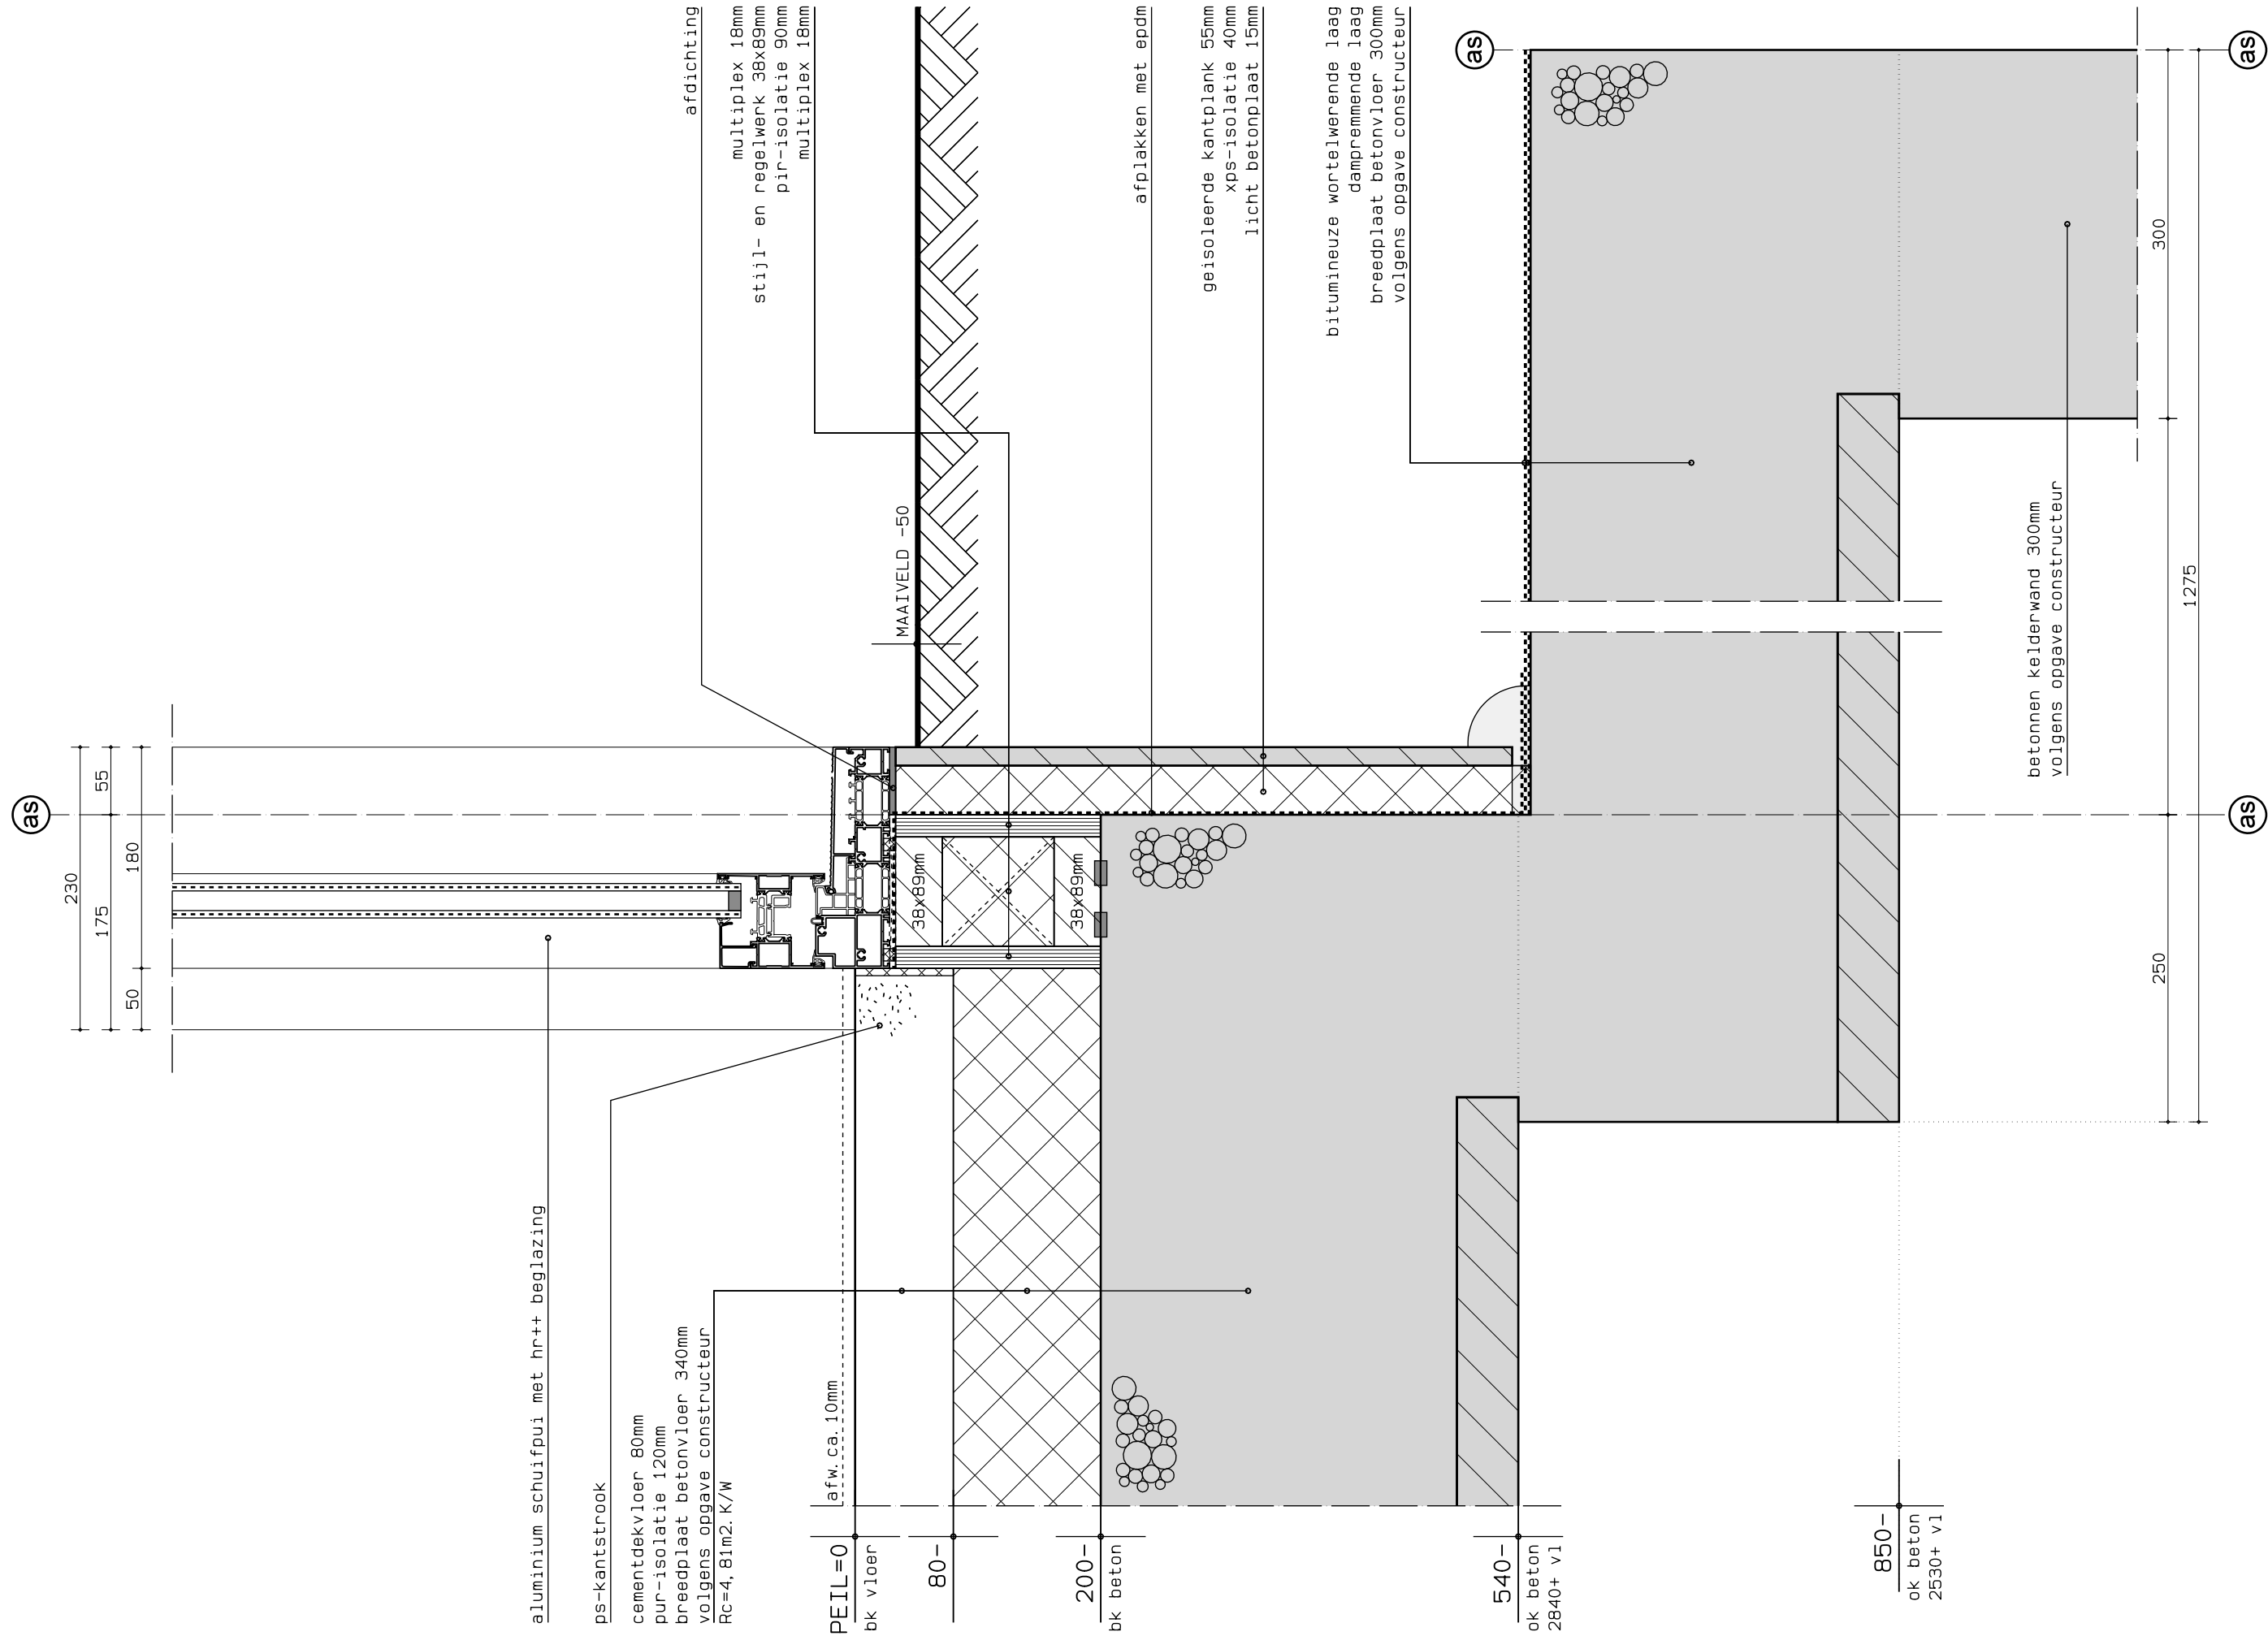 aluminium schuifpui met hr++ beglazing
ps-kantstrook
cementdekvloer 80mm
pur-isolatie 120mm
breedplaat betonvloer 340mm
volgens opgave constructeur
Rc=4,81m2.K/W
afw. ca. 10mm
PEIL=0
bk vloer
80-
200-
bk beton
540-
ok beton
2840+ vl
850-
ok beton
2530+ vl
afdichting
multiplex 18mm
stijl- en regelwerk 38x89mm
pir-isolatie 90mm
multiplex 18mm
MAAIVELD -50
afplakken met epdm
geisoleerde kantplank 55mm
xps-isolatie 40mm
licht betonplaat 15mm
bitumineuze wortelwerende laag
dampremmende laag
breedplaat betonvloer 300mm
volgens opgave constructeur
betonnen kelderwand 300mm
volgens opgave constructeur
38x89mm
38x89mm
230
55
175
180
50
300
1275
250
as
as
as
as